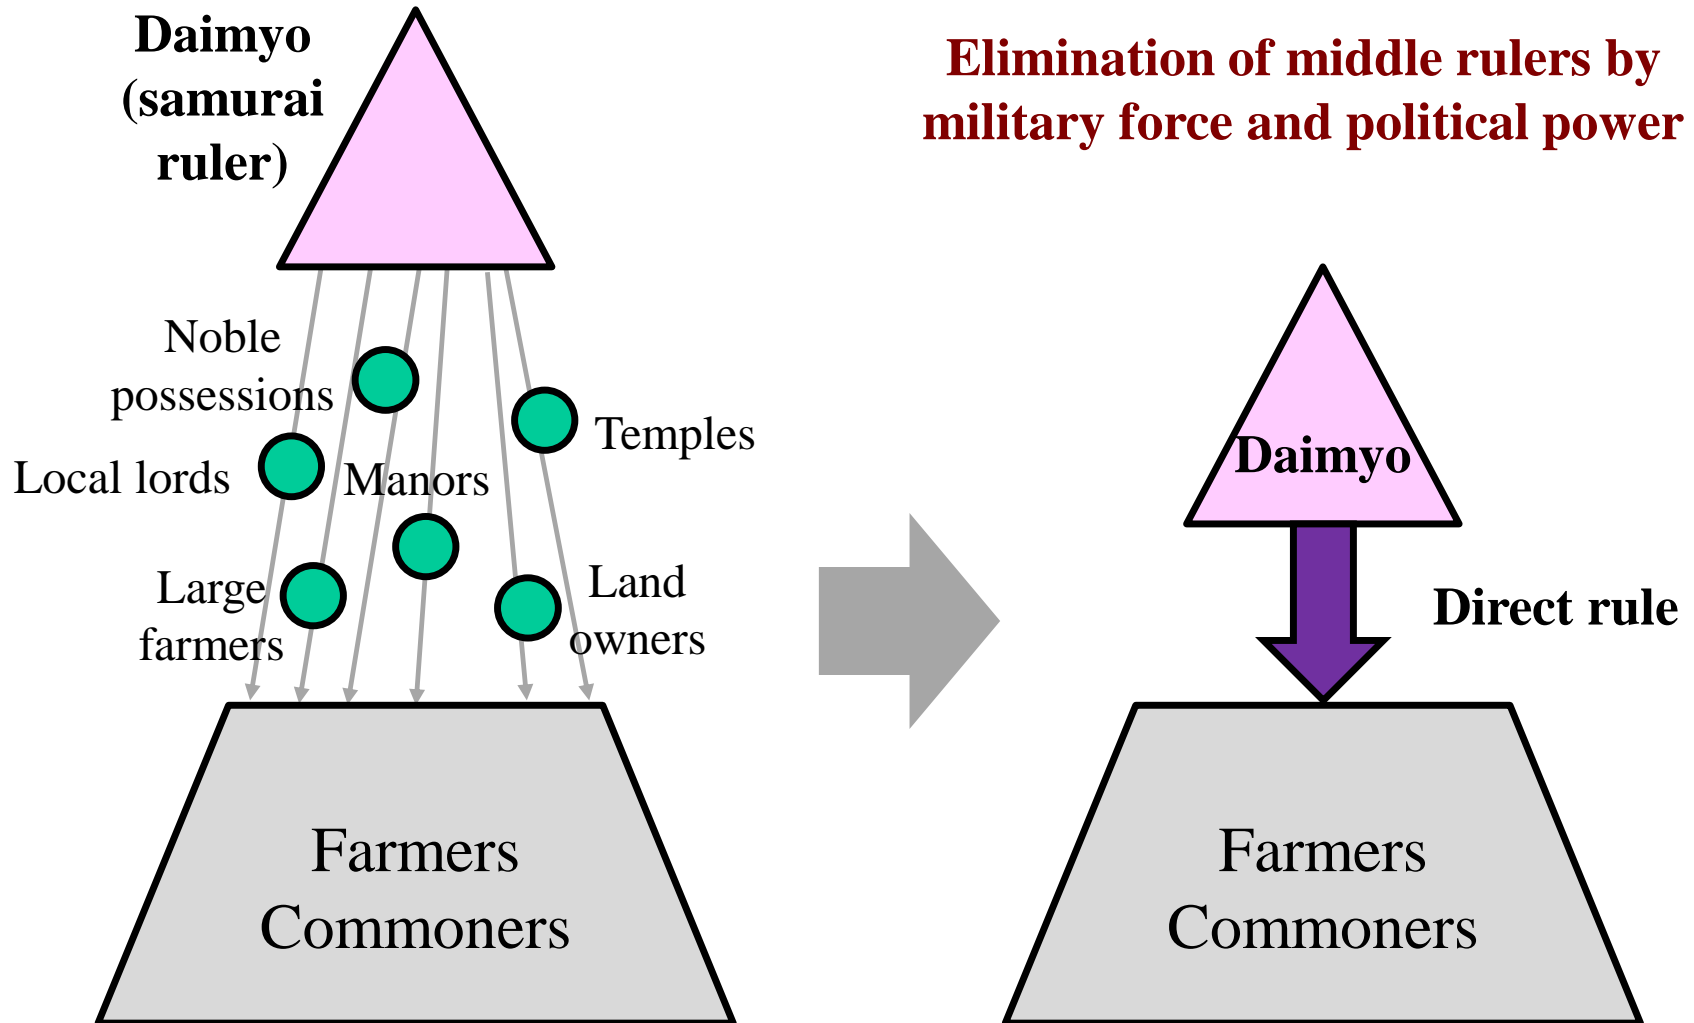 Daimyo
(samurai
ruler)
Elimination of middle rulers by
military force and political power
Noble
possessions
Local lords
Manors
Temples
Large
farmers
Land
owners
Farmers
Commoners
Daimyo
Direct rule
Farmers
Commoners